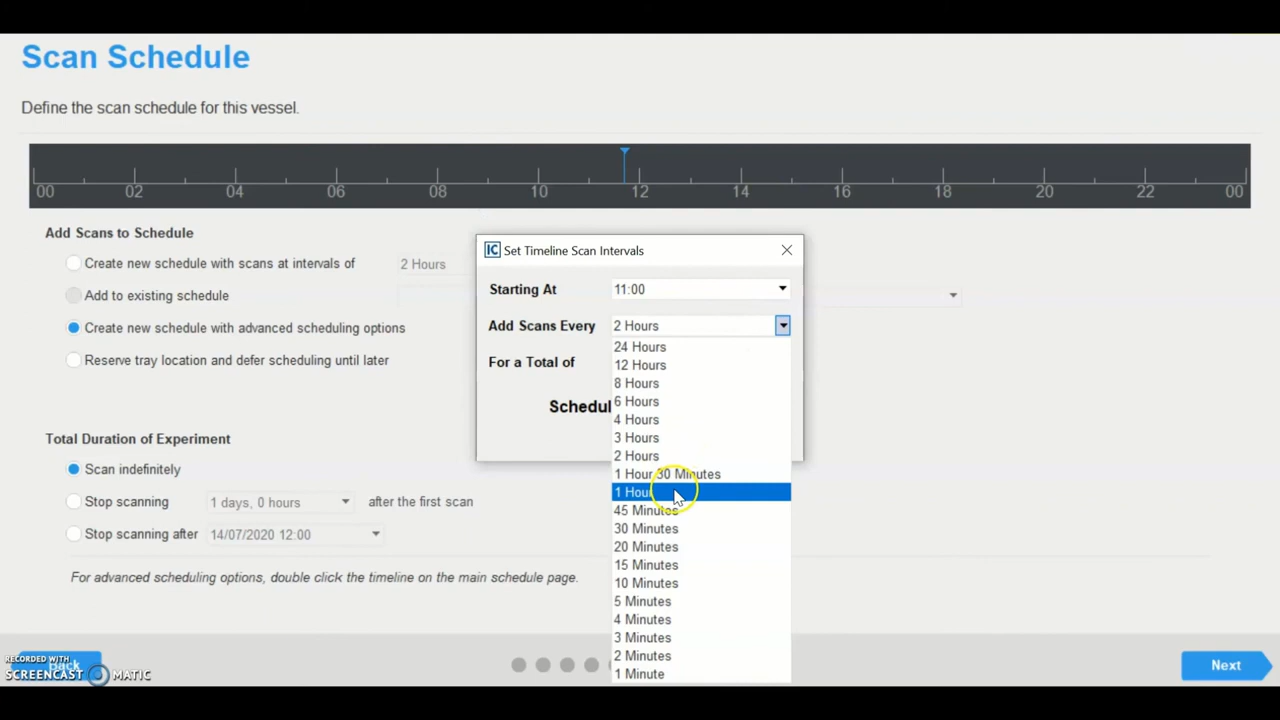 Scan Schedule
Define the scan schedule for this vessel.
00 02 04 06 08 10 12 14 16 18 20 22 00
Add Scans to Schedule
Create new schedule with scans at intervals of 2 Hours
Add to existing schedule
Create new schedule with advanced scheduling options
Reserve tray location and defer scheduling until later
Total Duration of Experiment
Scan indefinitely
Stop scanning 1 days, 0 hours after the first scan
Stop scanning after 14/07/2020 12:00
For advanced scheduling options, double click the timeline on the main schedule page.
IC Set Timeline Scan Intervals
Starting At 11:00
Add Scans Every 2 Hours
For a Total of
Schedul
24 Hours
12 Hours
8 Hours
6 Hours
4 Hours
3 Hours
2 Hours
1 Hour 30 Minutes
1 Hour
45 Minutes
30 Minutes
20 Minutes
15 Minutes
10 Minutes
5 Minutes
4 Minutes
3 Minutes
2 Minutes
1 Minute
Back
Next
RECORDED WITH
SCREENCAST MATIC